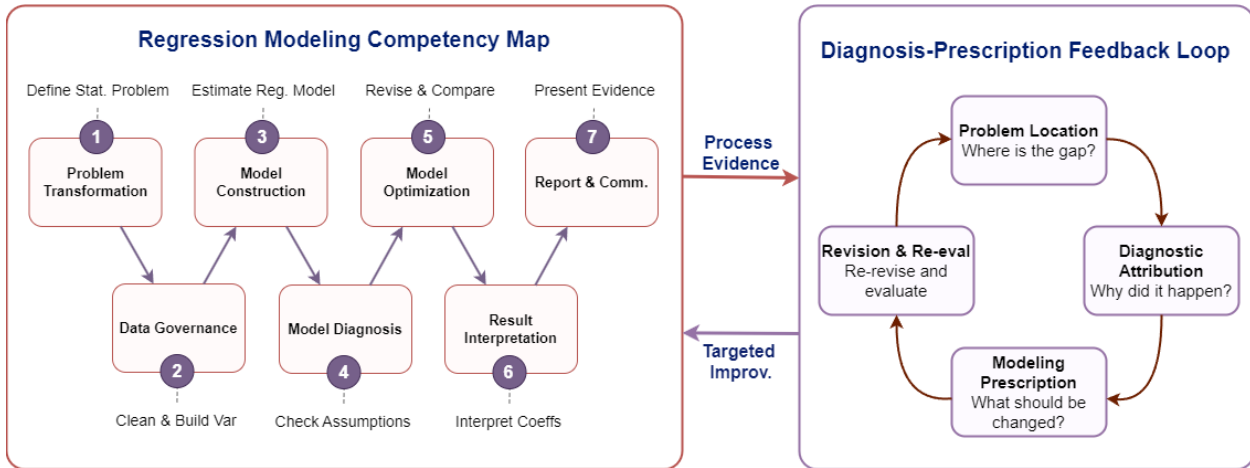 Regression Modeling Competency Map
Define Stat. Problem
Estimate Reg. Model
Revise & Compare
Present Evidence
1
3
5
7
Problem
Transformation
Model
Construction
Model
Optimization
Report & Comm.
Data Governance
Model Diagnosis
Result
Interpretation
2
4
6
Clean & Build Var
Check Assumptions
Interpret Coeffs
Process
Evidence
Targeted
Improv.
Diagnosis-Prescription Feedback Loop
Problem Location
Where is the gap?
Diagnostic
Attribution
Why did it happen?
Modeling
Prescription
What should be
changed?
Revision & Re-eval
Re-revise and
evaluate